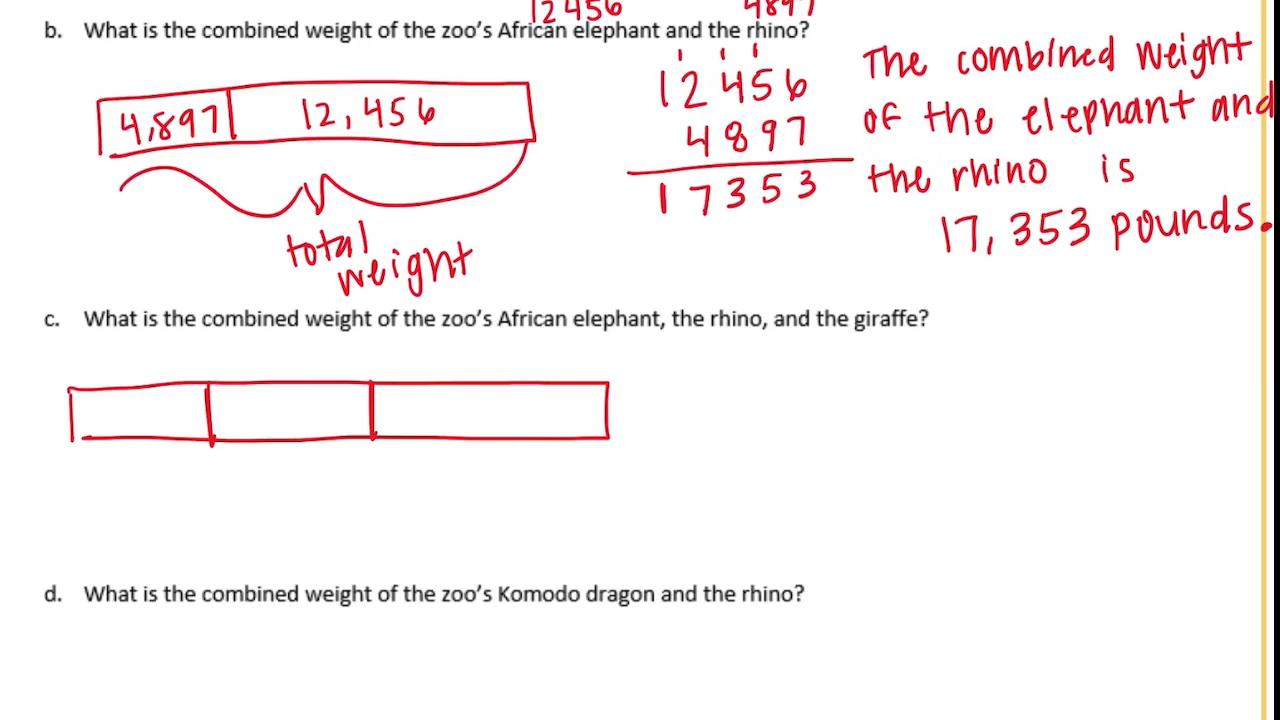 12456 4897
b. What is the combined weight of the zoo's African elephant and the rhino?
4,897 12,456
total
weight
1 1 1
12456
4897
17353
The combined weight
of the elephant and
the rhino is
17,353 pounds.
c. What is the combined weight of the zoo's African elephant, the rhino, and the giraffe?
d. What is the combined weight of the zoo's Komodo dragon and the rhino?